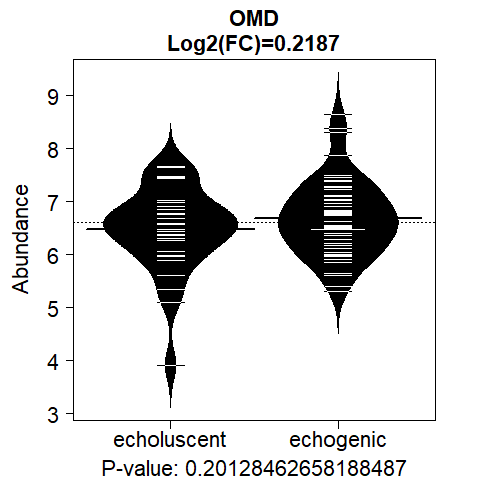 OMD
Log2(FC)=0.2187
Abundance
9
8
7
6
5
4
3
echoluscent echogenic
P-value: 0.20128462658188487